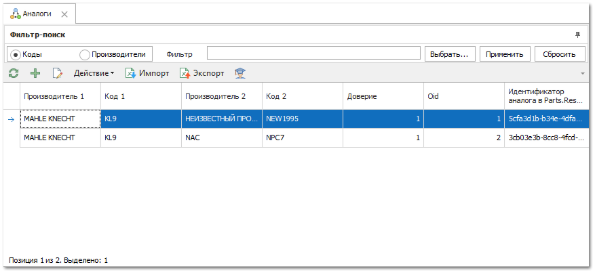 Аналоги
Фильтр-поиск
Коды Производители Фильтр Выбрать... Применить Сбросить
Действие Импорт Экспорт
Производитель 1 Код 1 Производитель 2 Код 2 Доверие Oid Идентификатор аналога в Parts.Res...
MAHLE KNECHT KL9 НЕИЗВЕСТНЫЙ ПРО... NEW1995 1 1 5cfa3d1b-b34e-4dfa...
MAHLE KNECHT KL9 NAC NPC7 1 2 3cb03e3b-8cc8-4fcd-...
Позиция 1 из 2. Выделено: 1